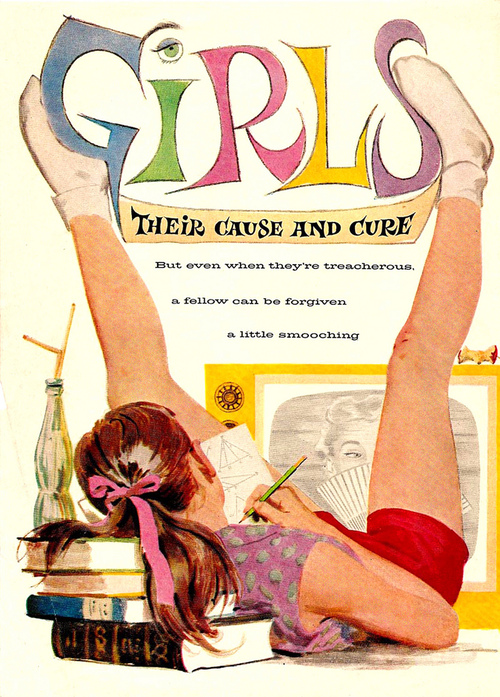 GiRLS
THEiR CAUSE AND CURE
But even when they're treacherous,
a fellow can be forgiven
a little smooching